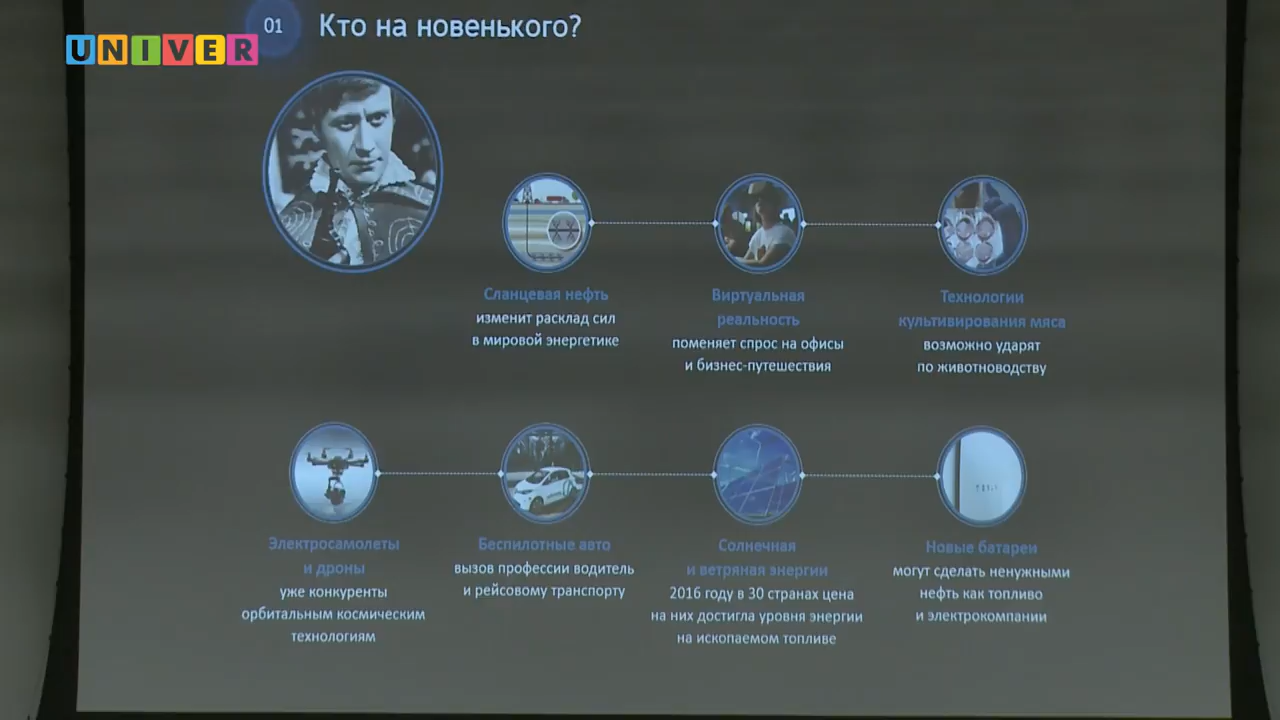 01
Кто на новенького?
UNIVER
Сланцевая нефть
изменит расклад сил
в мировой энергетике
Виртуальная
реальность
поменяет спрос на офисы
и бизнес-путешествия
Технологии
культивирования мяса
возможно ударят
по животноводству
Электросамолеты
и дроны
уже конкуренты
орбитальным космическим
технологиям
Беспилотные авто
вызов профессии водитель
и рейсовому транспорту
Солнечная
и ветряная энергии
2016 году в 30 странах цена
на них достигла уровня энергии
на ископаемом топливе
Новые батареи
могут сделать ненужными
нефть как топливо
и электрокомпании